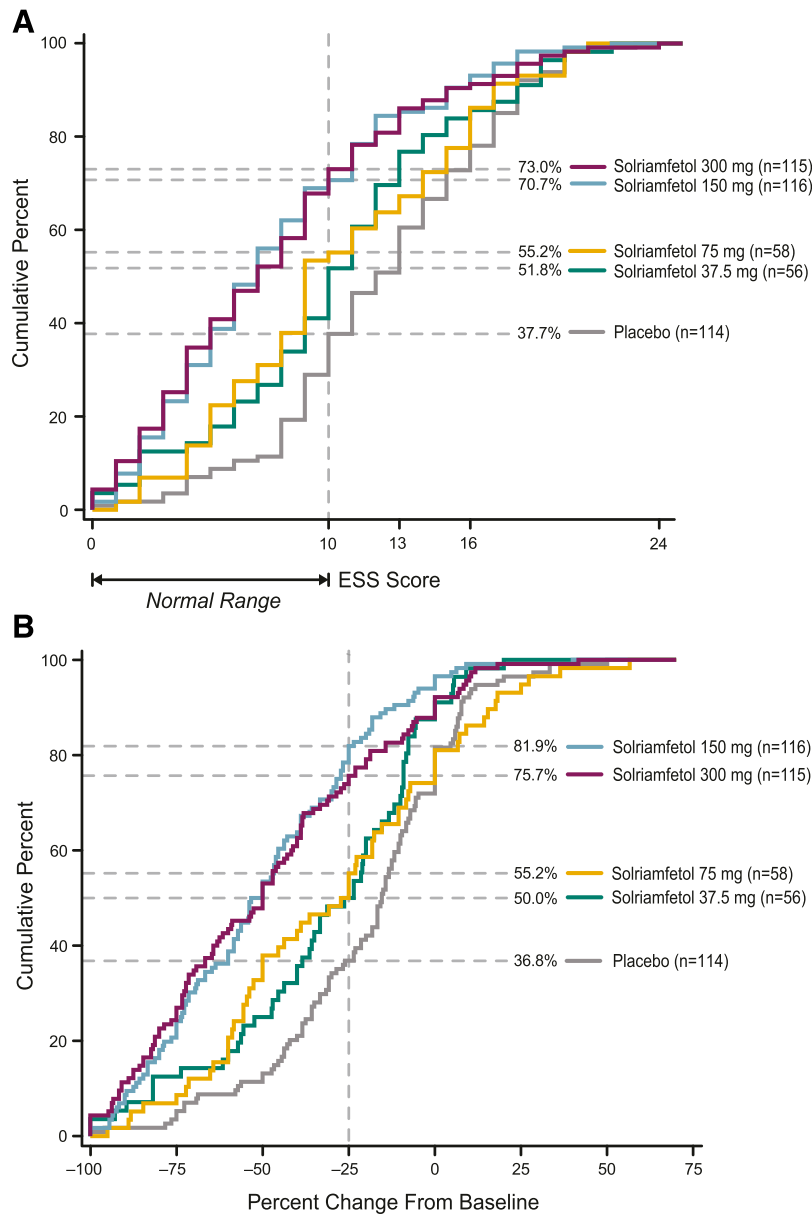 A
100
80
60
40
20
0
Cumulative Percent
73.0% Solriamfetol 300 mg (n=115)
70.7% Solriamfetol 150 mg (n=116)
55.2% Solriamfetol 75 mg (n=58)
51.8% Solriamfetol 37.5 mg (n=56)
37.7% Placebo (n=114)
0 10 13 16 24
ESS Score
Normal Range
B
100
80
60
40
20
0
Cumulative Percent
81.9% Solriamfetol 150 mg (n=116)
75.7% Solriamfetol 300 mg (n=115)
55.2% Solriamfetol 75 mg (n=58)
50.0% Solriamfetol 37.5 mg (n=56)
36.8% Placebo (n=114)
–100 –75 –50 –25 0 25 50 75
Percent Change From Baseline